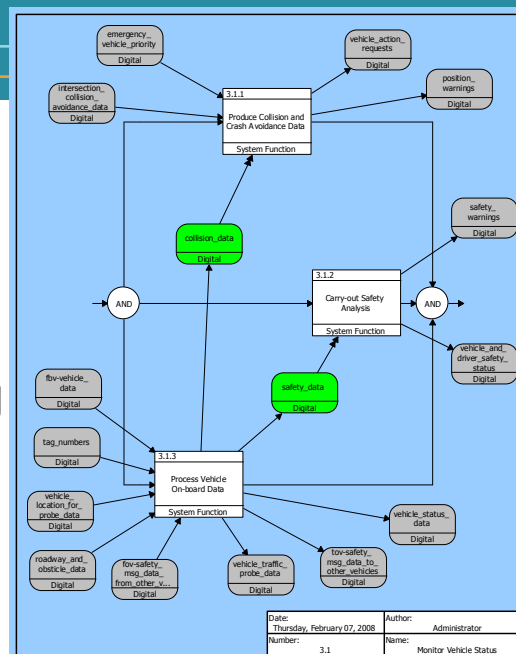 emergency_
vehicle_priority
Digital
vehicle_action_
requests
Digital
intersection_
collision_
avoidance_data
Digital
3.1.1
Produce Collision and
Crash Avoidance Data
System Function
position_
warnings
Digital
collision_data
Digital
safety_
warnings
Digital
3.1.2
Carry-out Safety
Analysis
System Function
AND
AND
vehicle_and_
driver_safety_
status
Digital
safety_data
Digital
fbv-vehicle_
data
Digital
tag_numbers
Digital
3.1.3
Process Vehicle
On-board Data
System Function
vehicle_
location_for_
probe_data
Digital
vehicle_status_
data
Digital
roadway_and_
obsticle_data
Digital
fov-safety_
msg_data_
from_other_v...
Digital
vehicle_traffic_
probe_data
Digital
tov-safety_
msg_data_to_
other_vehicles
Digital
Date:
Thursday, February 07, 2008
Author:
Administrator
Number:
3.1
Name:
Monitor Vehicle Status